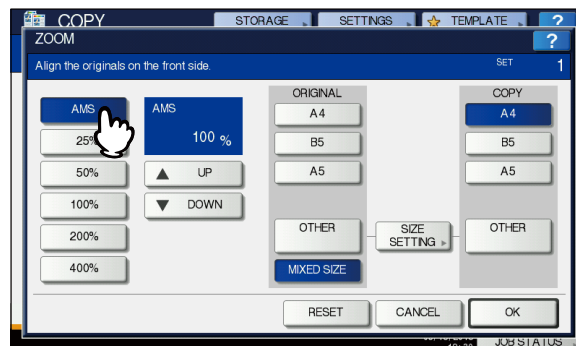 COPY STORAGE SETTINGS TEMPLATE ?
ZOOM ?
Align the originals on the front side. SET 1
ORIGINAL COPY
AMS AMS A4 A4
25% 100 % B5 B5
50% UP A5 A5
100% DOWN
200% OTHER SIZE SETTING OTHER
400% MIXED SIZE
RESET CANCEL OK
JOB STATUS